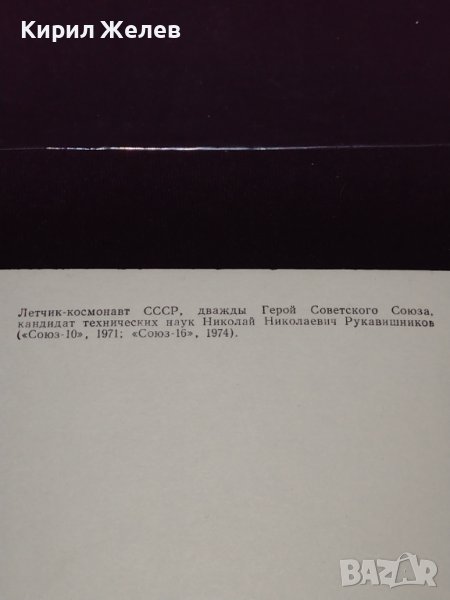 Кирил Желев
Летчик-космонавт СССР, дважды Герой Советского Союза,
кандидат технических наук Николай Николаевич Рукавишников
(«Союз-10», 1971; «Союз-16», 1974).
BAZAR